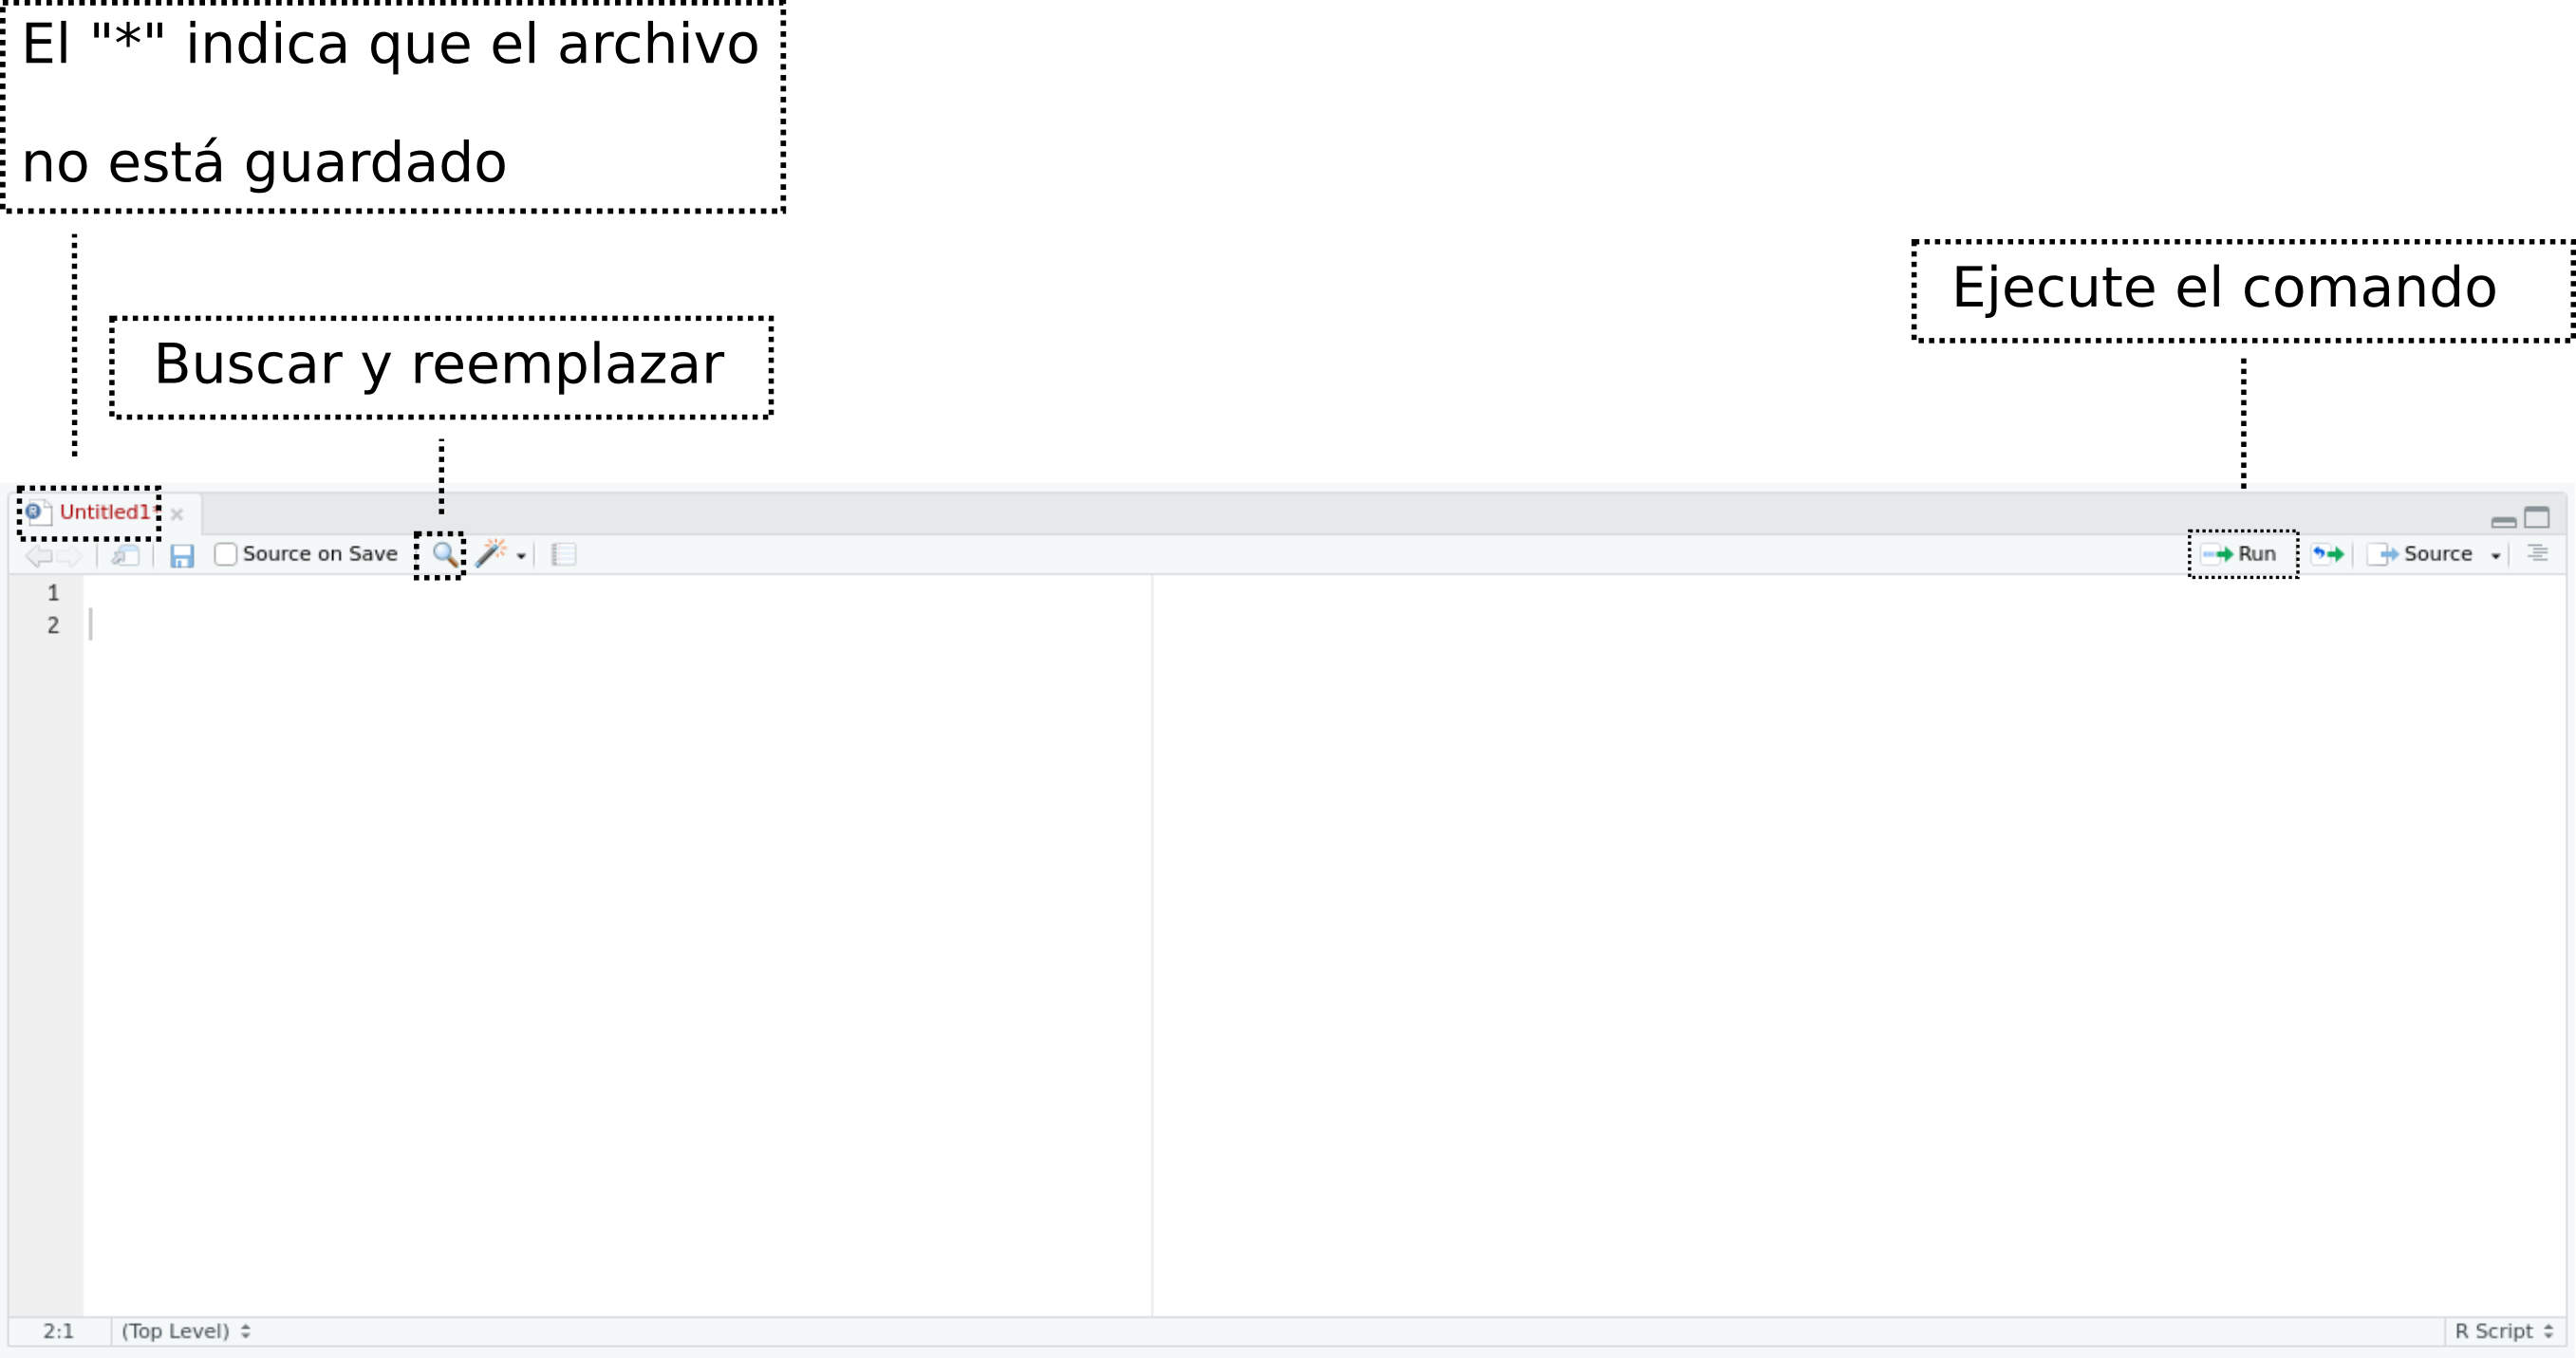 El "*" indica que el archivo
no está guardado
Ejecute el comando
Buscar y reemplazar
Untitled1*
Source on Save
Run
Source
1
2
2:1
(Top Level)
R Script